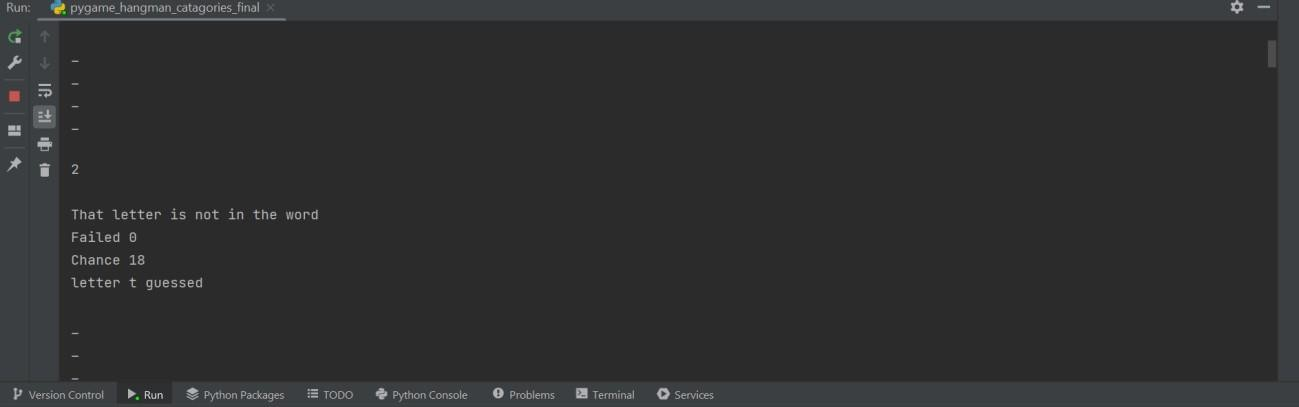 Run: pygame_hangman_catagories_final
_
_
_
_
2
That letter is not in the word
Failed 0
Chance 18
letter t guessed
_
_
_
Version Control Run Python Packages TODO Python Console Problems Terminal Services